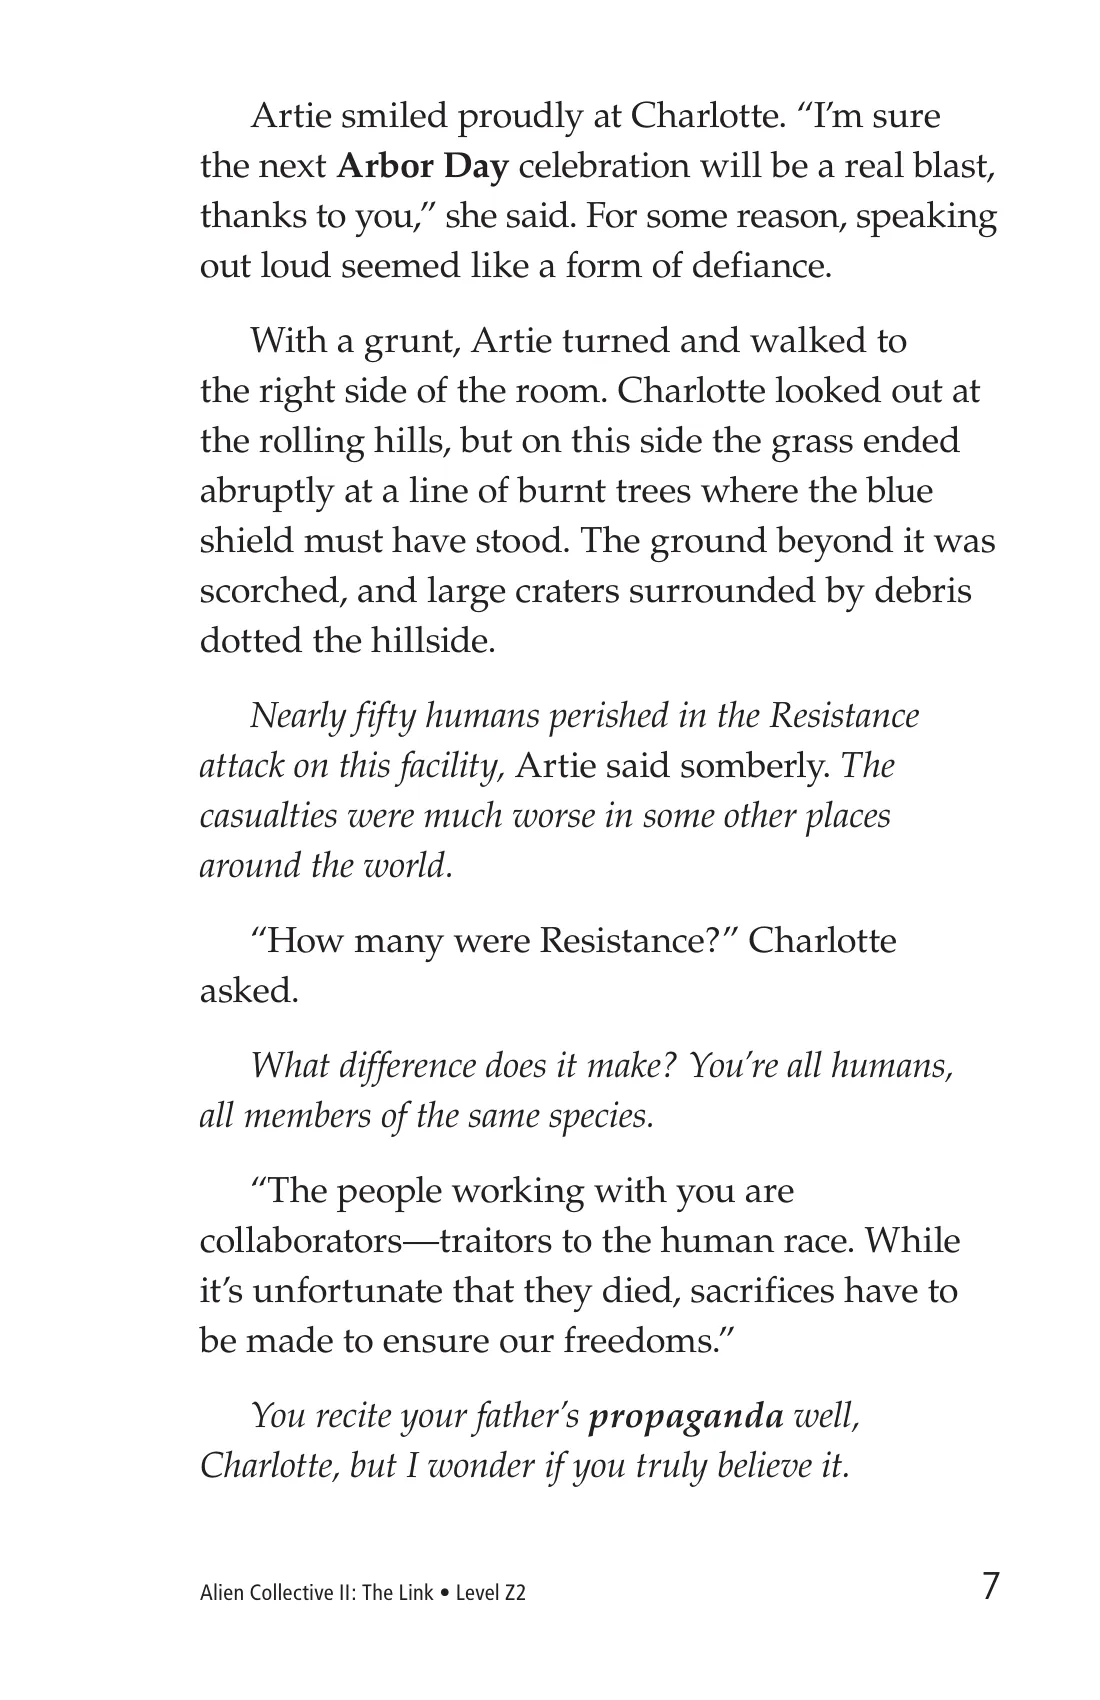 Artie smiled proudly at Charlotte. “I’m sure
the next Arbor Day celebration will be a real blast,
thanks to you,” she said. For some reason, speaking
out loud seemed like a form of defiance.
With a grunt, Artie turned and walked to
the right side of the room. Charlotte looked out at
the rolling hills, but on this side the grass ended
abruptly at a line of burnt trees where the blue
shield must have stood. The ground beyond it was
scorched, and large craters surrounded by debris
dotted the hillside.
Nearly fifty humans perished in the Resistance
attack on this facility, Artie said somberly. The
casualties were much worse in some other places
around the world.
“How many were Resistance?” Charlotte
asked.
What difference does it make? You’re all humans,
all members of the same species.
“The people working with you are
collaborators—traitors to the human race. While
it’s unfortunate that they died, sacrifices have to
be made to ensure our freedoms.”
You recite your father’s propaganda well,
Charlotte, but I wonder if you truly believe it.
Alien Collective II: The Link • Level Z2
7